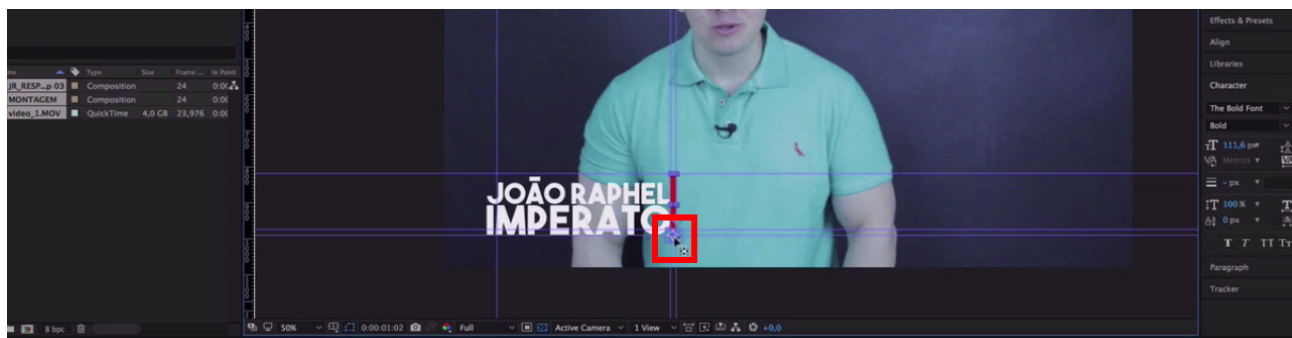 Type Size Frame ... In Point
JR_RESP...p 03 Composition 24
MONTAGEM Composition 24
video_1.MOV QuickTime 4,0 GB 23,976
8 bpc
JOÃO RAPHEL
IMPERATO
50% 0:00:01:02 Full Active Camera 1 View +0,0
Effects & Presets
Align
Libraries
Character
The Bold Font
Bold
111,6 px
Metrics
- px
100 %
0 px
T T TT Tт
Paragraph
Tracker